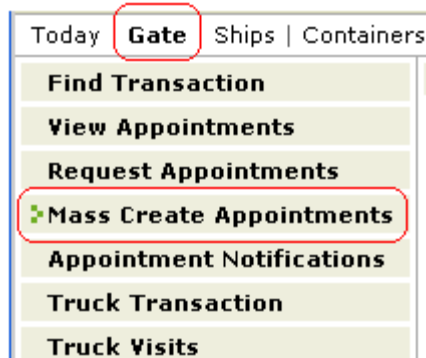 Today Gate Ships | Containers
Find Transaction
View Appointments
Request Appointments
Mass Create Appointments
Appointment Notifications
Truck Transaction
Truck Visits